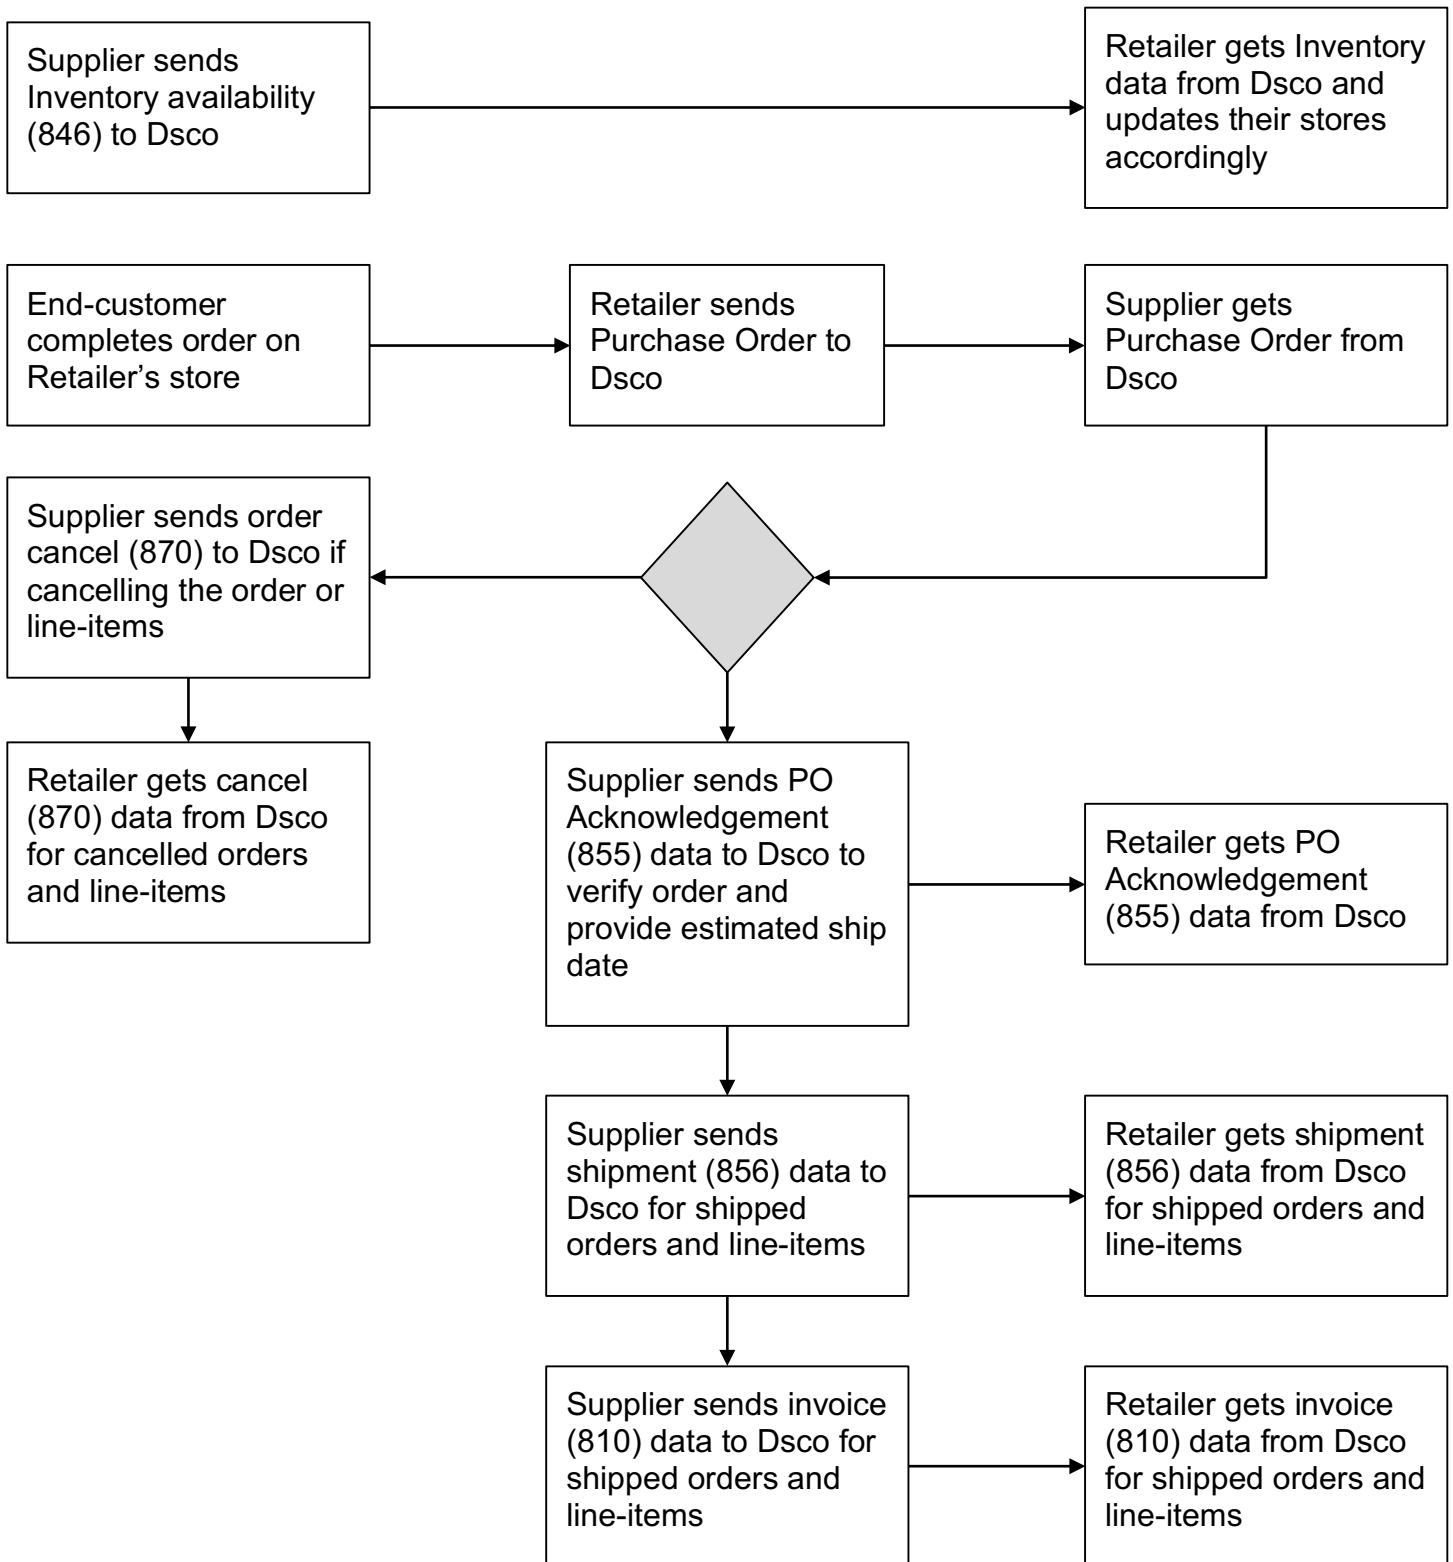 Supplier sends
Inventory availability
(846) to Dsco
Retailer gets Inventory
data from Dsco and
updates their stores
accordingly
End-customer
completes order on
Retailer’s store
Retailer sends
Purchase Order to
Dsco
Supplier gets
Purchase Order from
Dsco
Supplier sends order
cancel (870) to Dsco if
cancelling the order or
line-items
Retailer gets cancel
(870) data from Dsco
for cancelled orders
and line-items
Supplier sends PO
Acknowledgement
(855) data to Dsco to
verify order and
provide estimated ship
date
Retailer gets PO
Acknowledgement
(855) data from Dsco
Supplier sends
shipment (856) data to
Dsco for shipped
orders and line-items
Retailer gets shipment
(856) data from Dsco
for shipped orders and
line-items
Supplier sends invoice
(810) data to Dsco for
shipped orders and
line-items
Retailer gets invoice
(810) data from Dsco
for shipped orders and
line-items